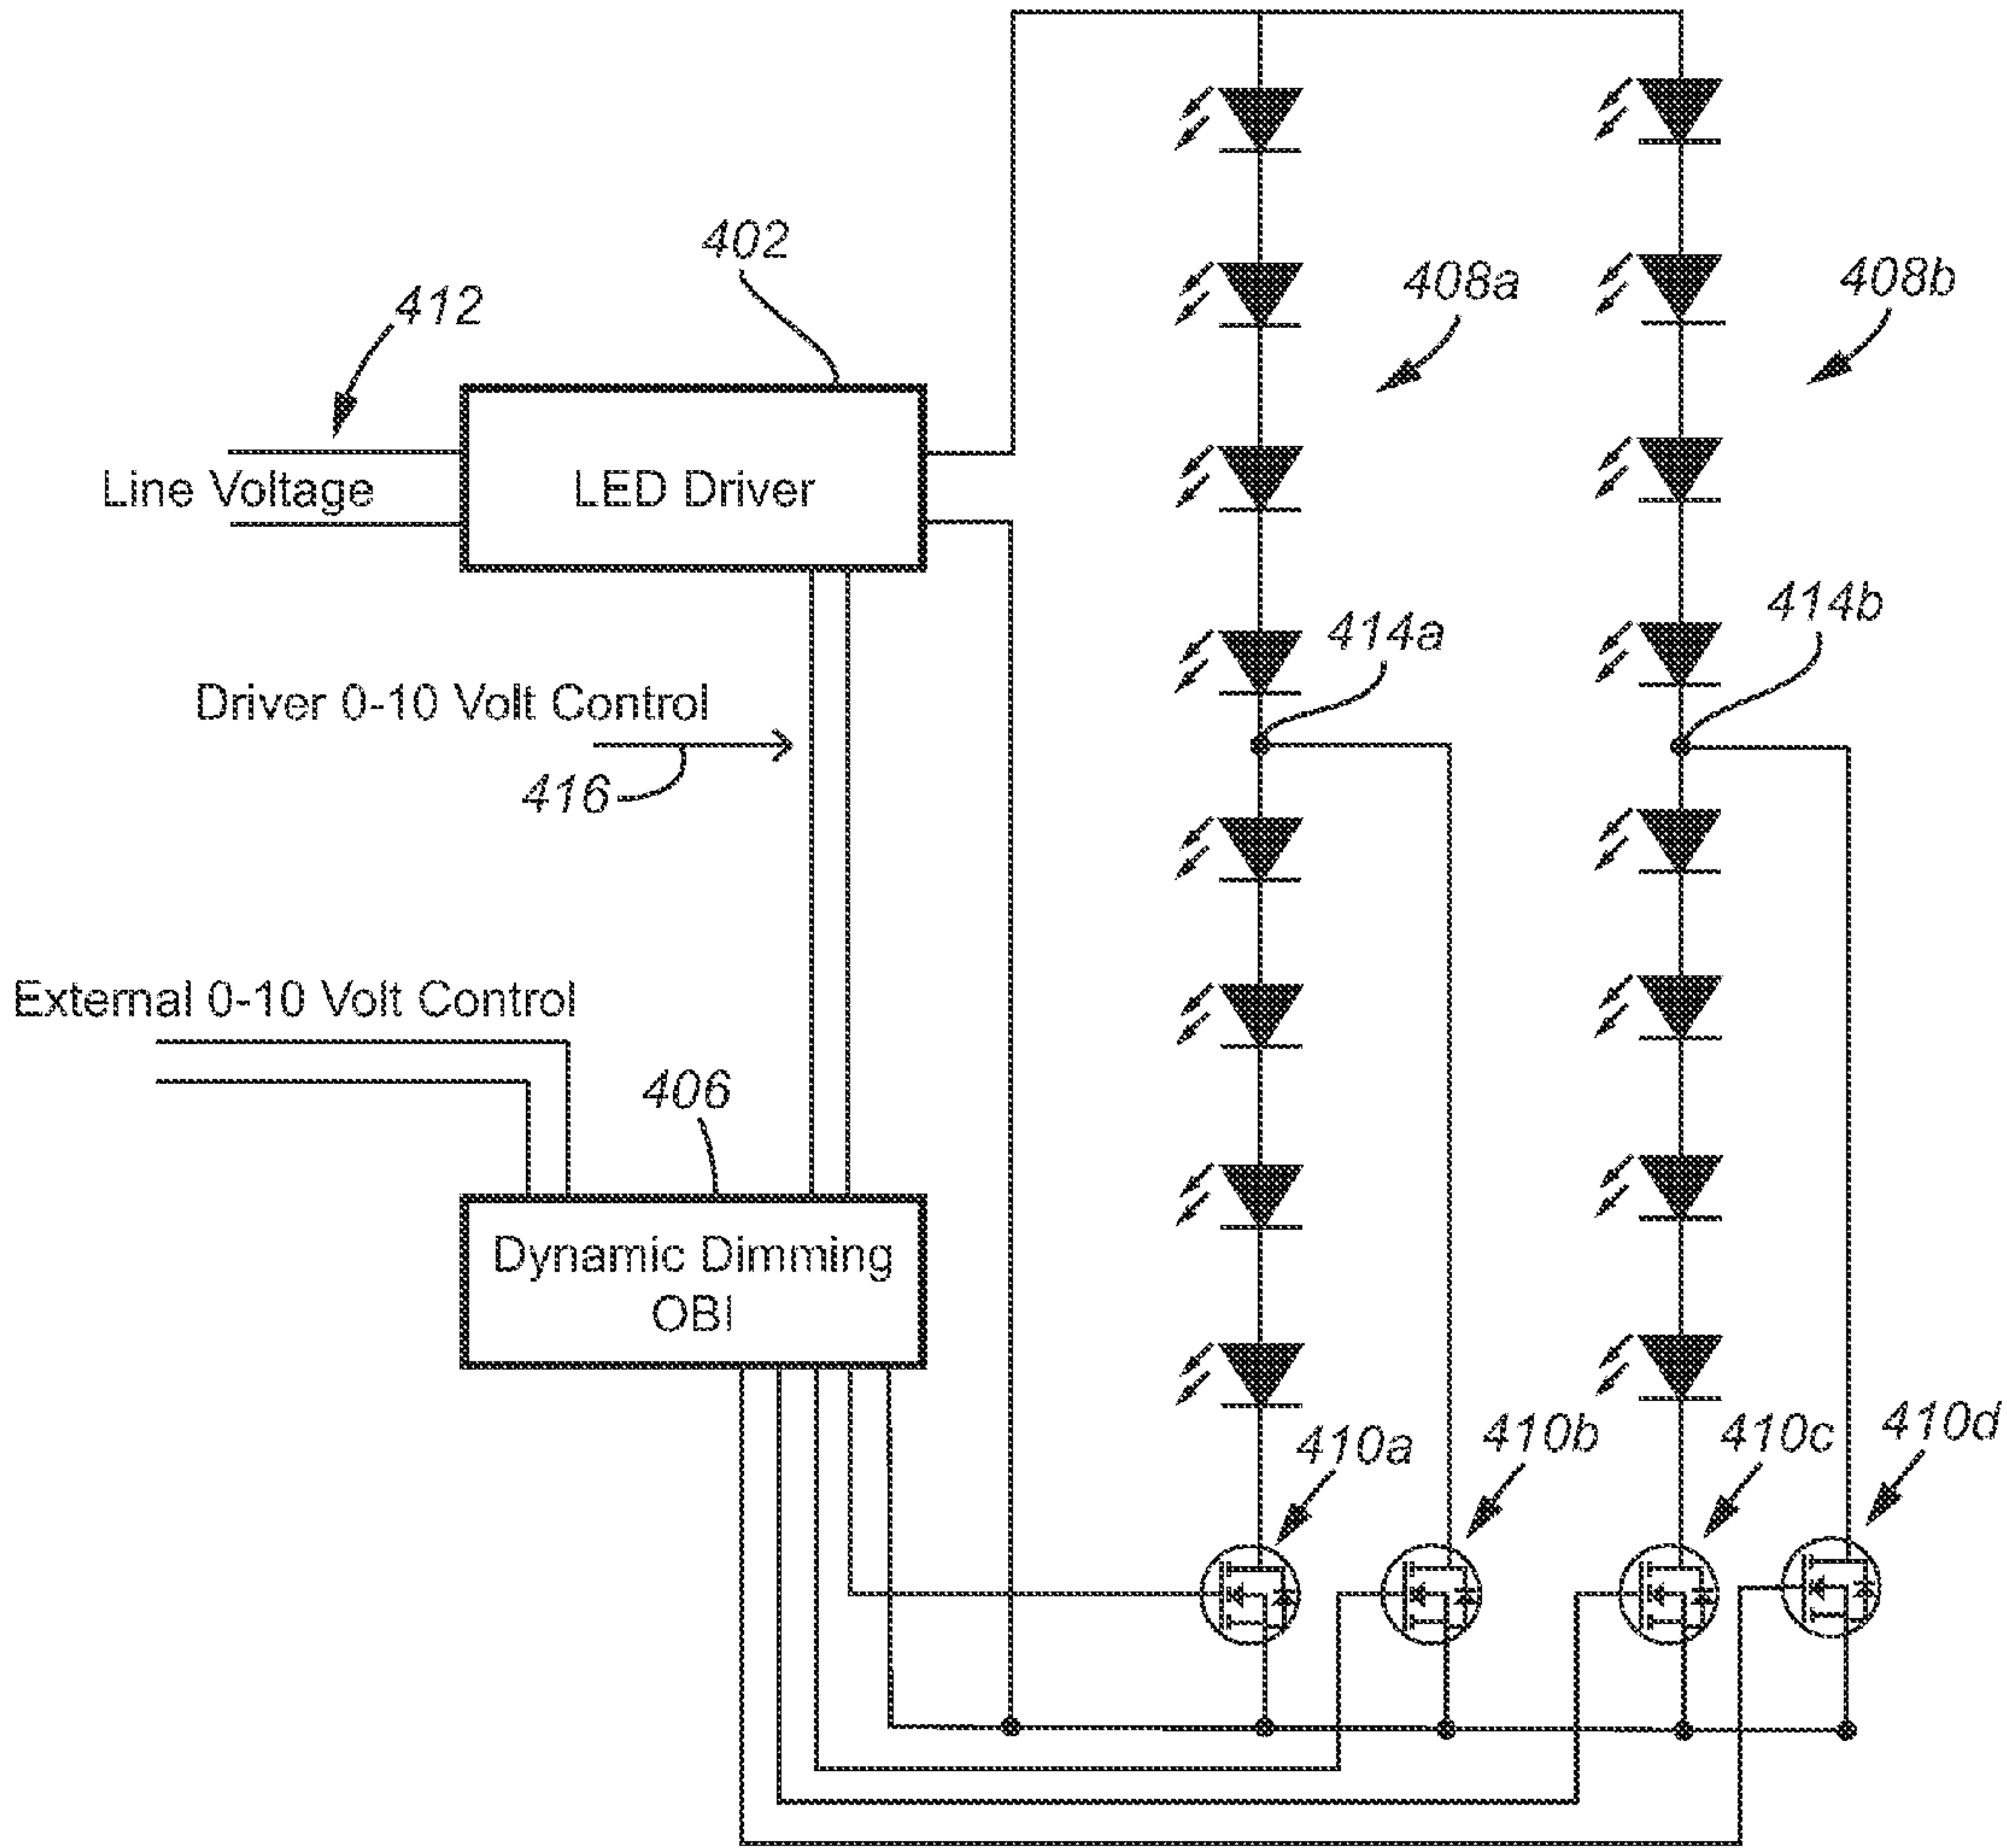 402
408a
408b
412
Line Voltage
LED Driver
414a
414b
Driver 0-10 Volt Control
416
External 0-10 Volt Control
406
Dynamic Dimming
OBI
410a
410b
410c
410d